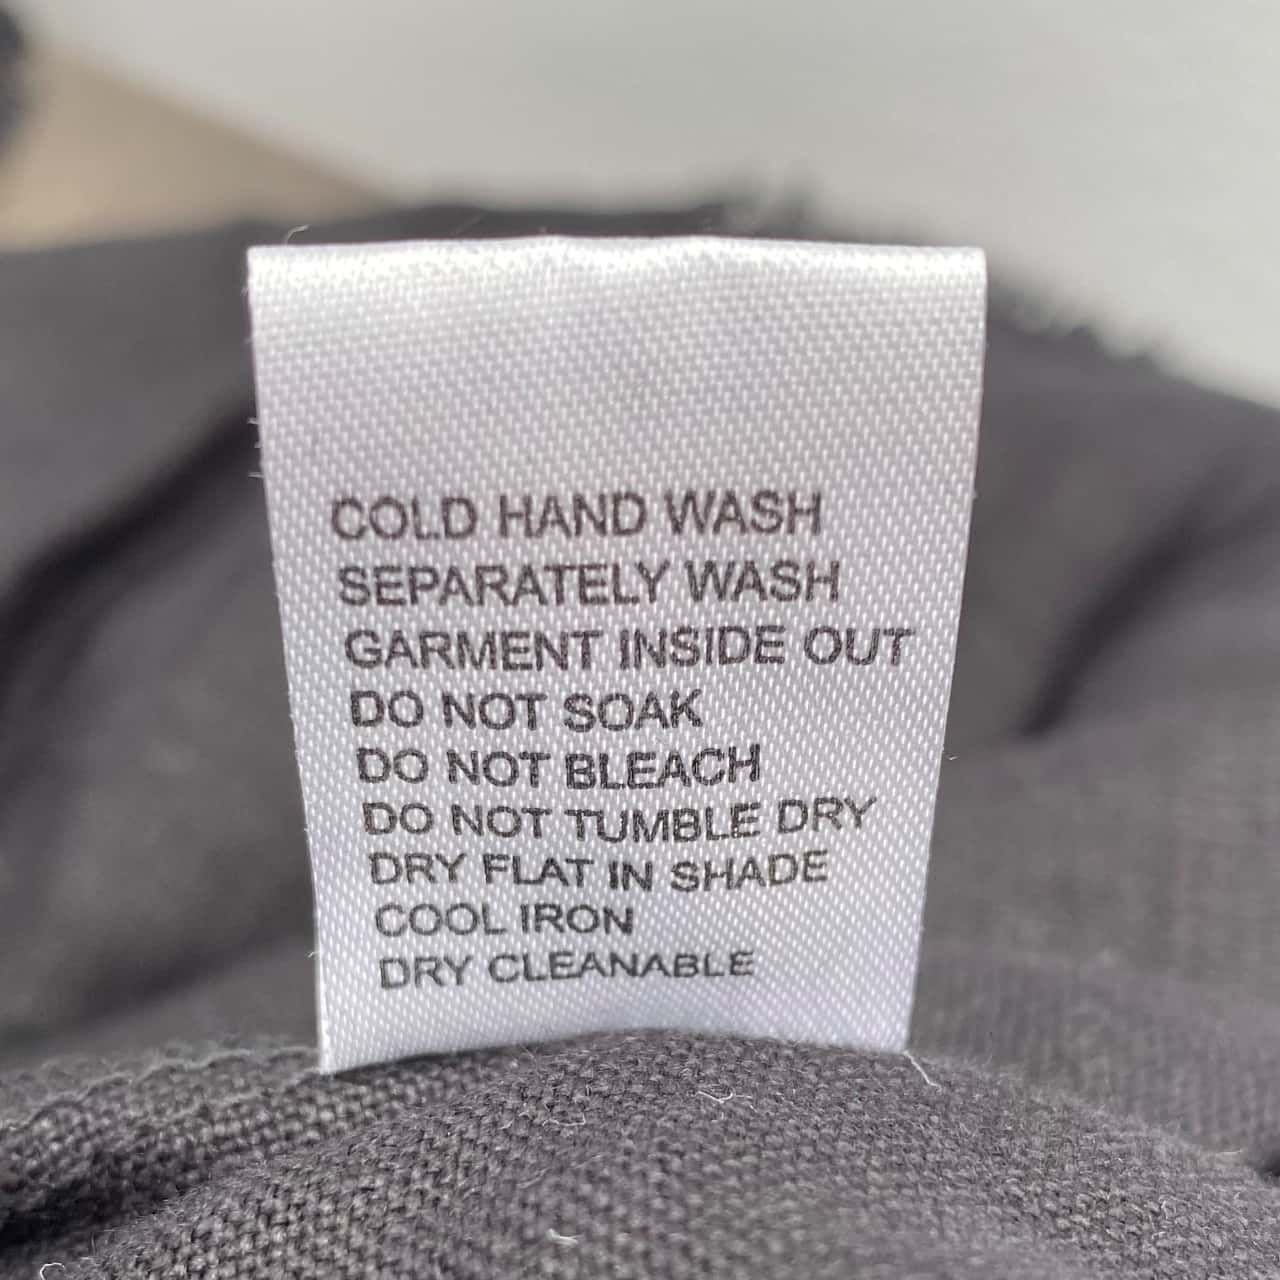 COLD HAND WASH
SEPARATELY WASH
GARMENT INSIDE OUT
DO NOT SOAK
DO NOT BLEACH
DO NOT TUMBLE DRY
DRY FLAT IN SHADE
COOL IRON
DRY CLEANABLE